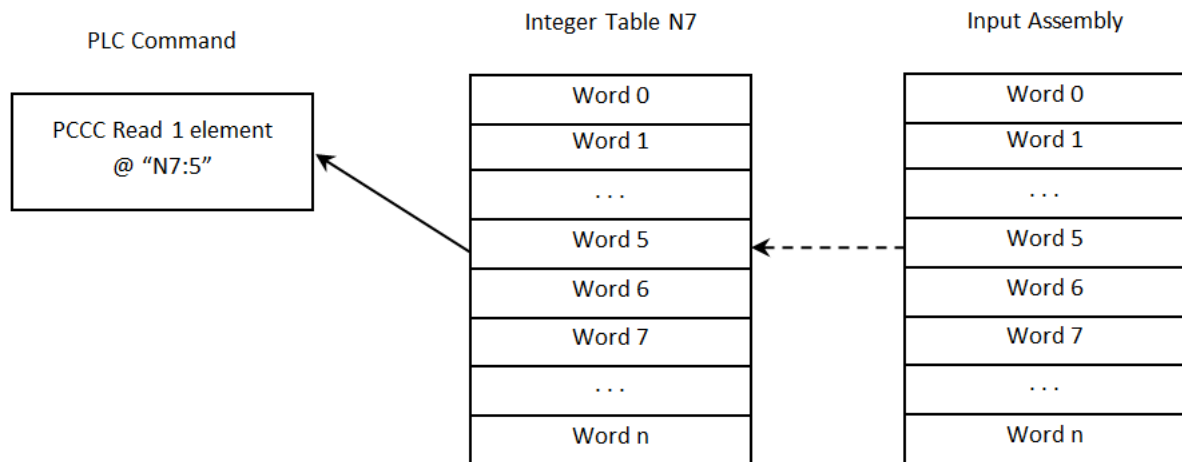 PLC Command
PCCC Read 1 element
@ “N7:5”
Integer Table N7
Word 0
Word 1
. . .
Word 5
Word 6
Word 7
. . .
Word n
Input Assembly
Word 0
Word 1
. . .
Word 5
Word 6
Word 7
. . .
Word n